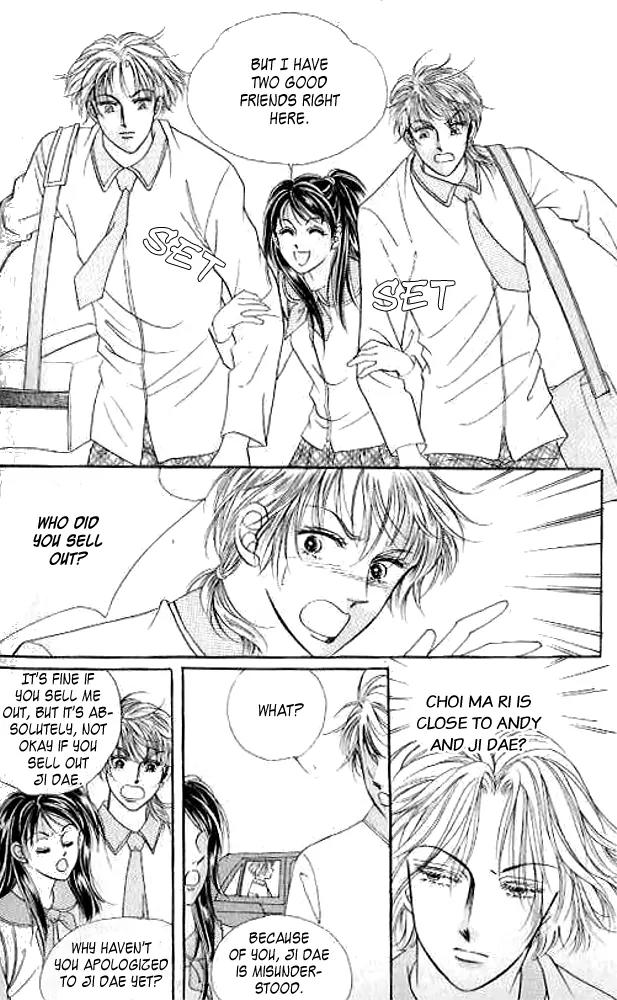 BUT I HAVE
TWO GOOD
FRIENDS RIGHT
HERE.
SET
SET
WHO DID
YOU SELL
OUT?
IT'S FINE IF
YOU SELL ME
OUT, BUT IT'S AB-
SOLUTELY, NOT
OKAY IF YOU
SELL OUT
JI DAE.
WHY HAVEN'T
YOU APOLOGIZED
TO JI DAE YET?
WHAT?
BECAUSE
OF YOU, JI DAE
IS MISUNDER-
STOOD.
CHOI MA RI IS
CLOSE TO ANDY
AND JI DAE?